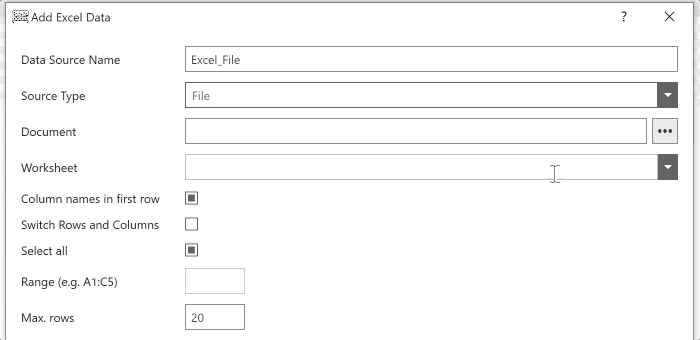 Add Excel Data ?
Data Source Name Excel_File
Source Type File
Document ...
Worksheet
Column names in first row
Switch Rows and Columns
Select all
Range (e.g. A1:C5)
Max. rows 20